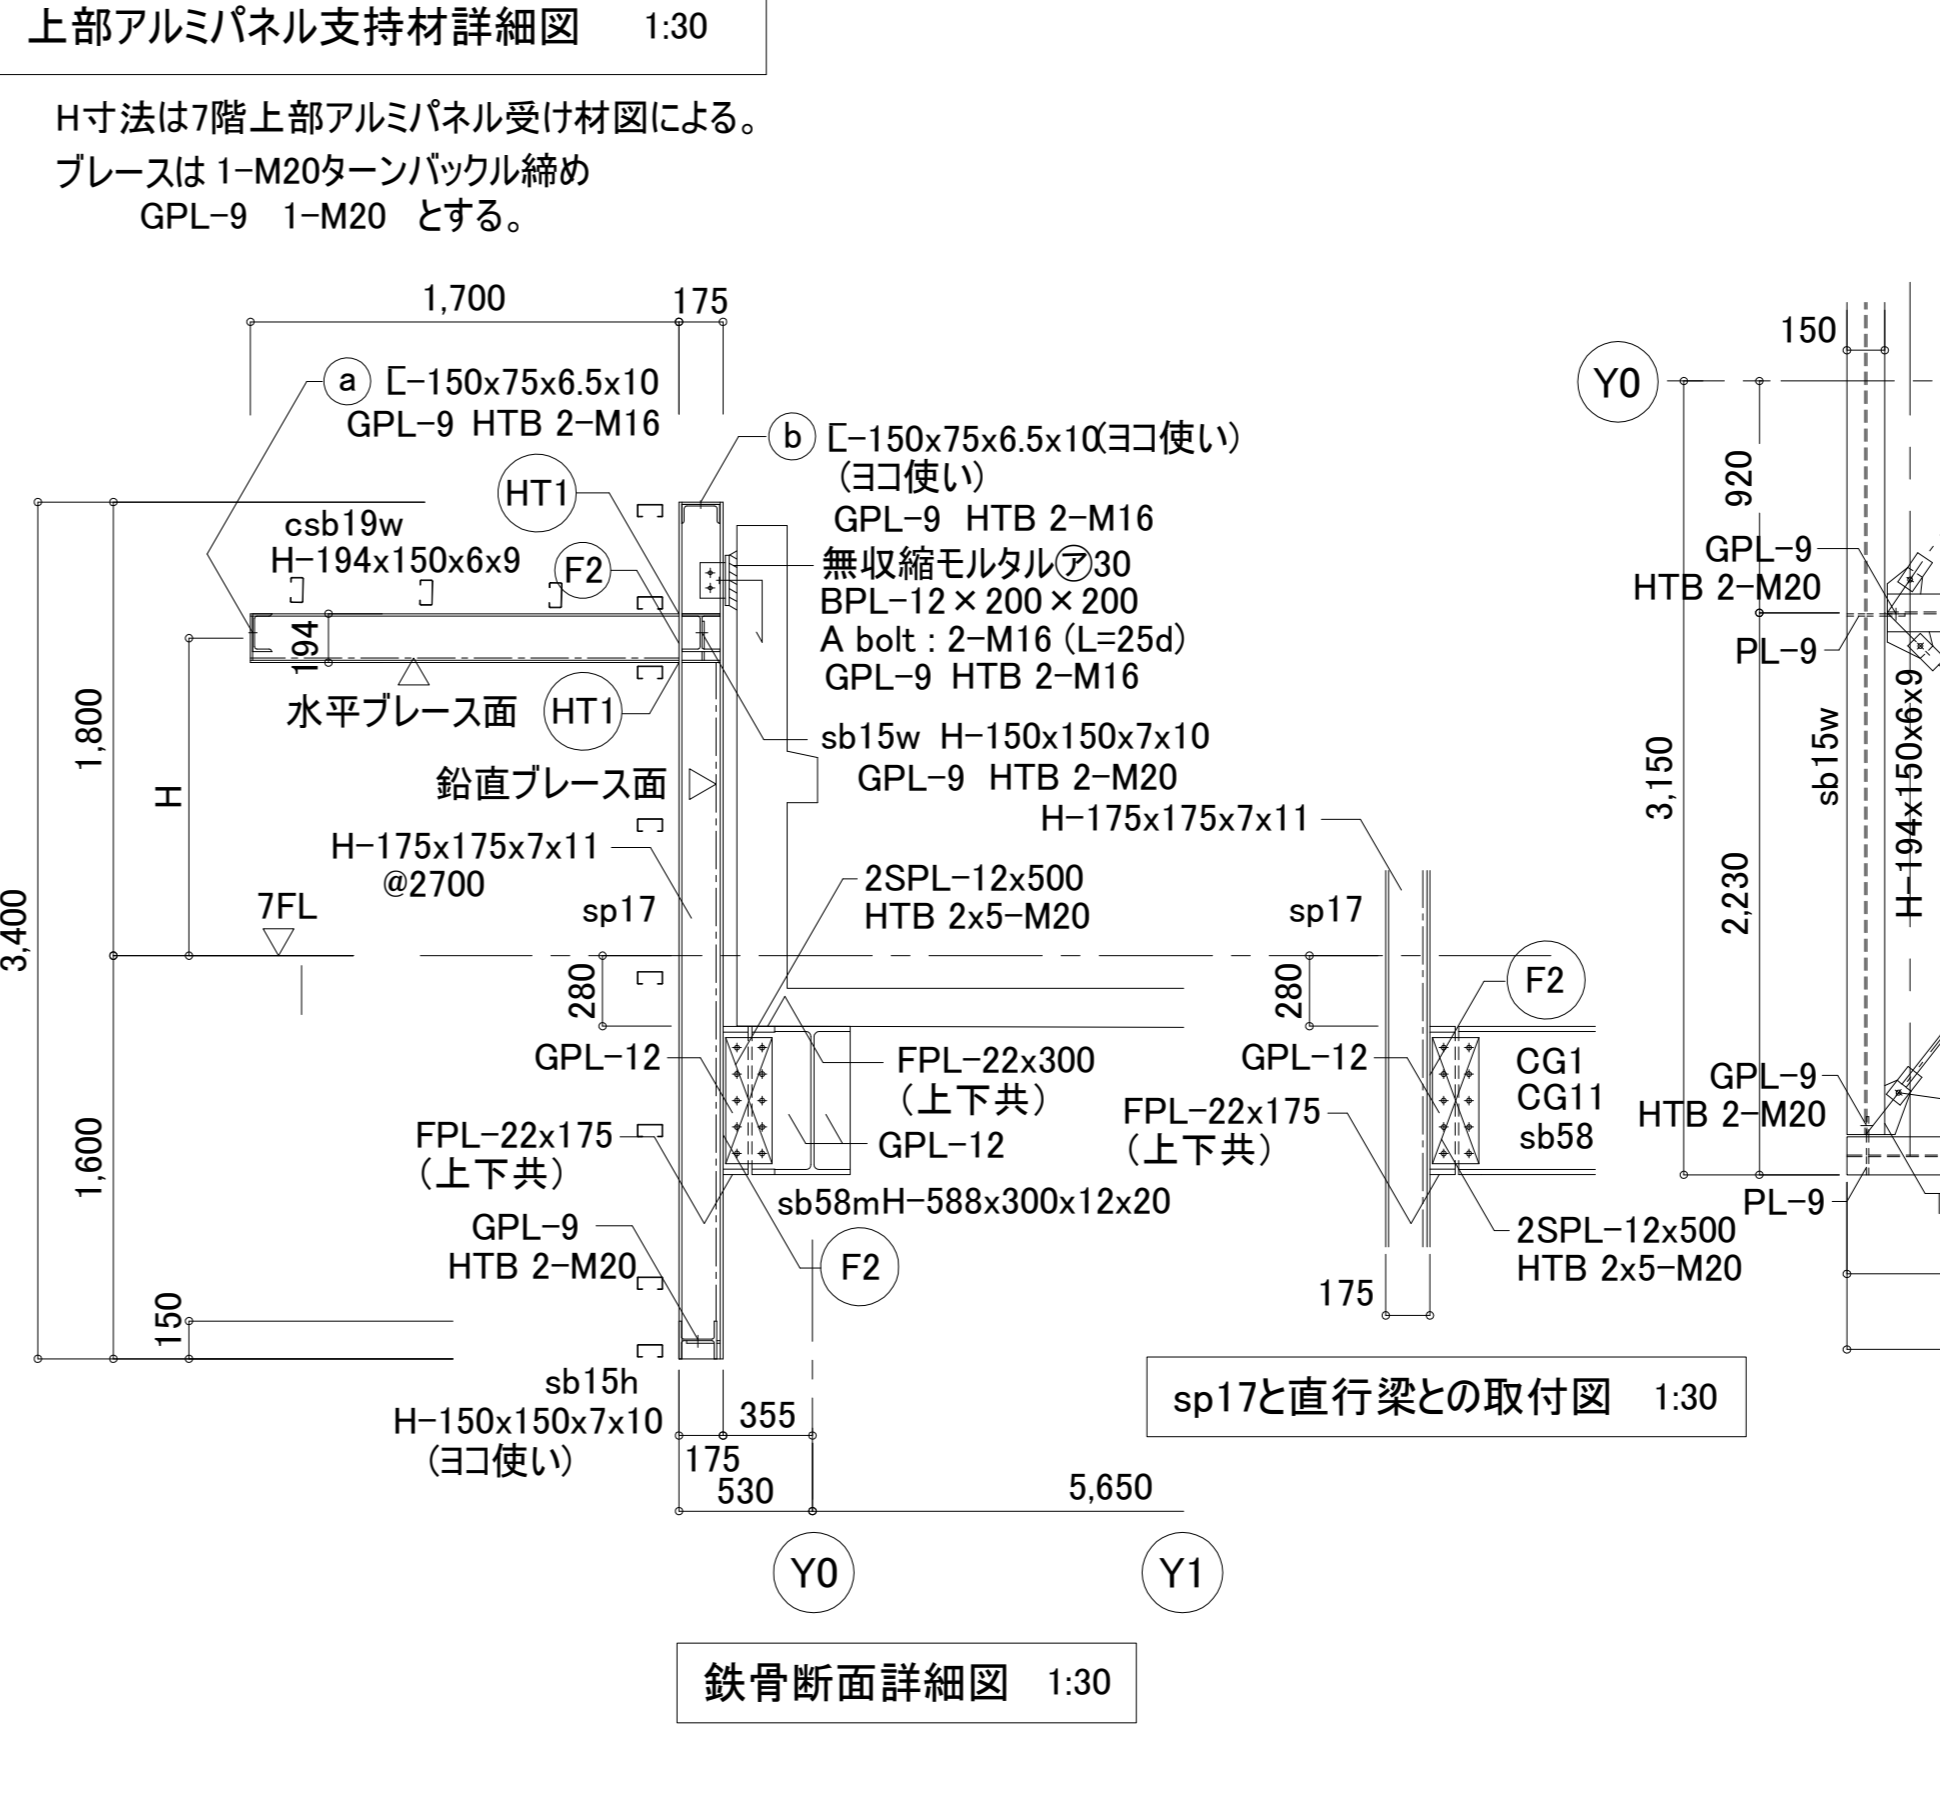 上部アルミパネル支持材詳細図 1:30
H寸法は7階上部アルミパネル受け材図による。
ブレースは 1-M20ターンバックル締め
GPL-9 1-M20 とする。
1,700
175
a
[-150x75x6.5x10
GPL-9 HTB 2-M16
b
[-150x75x6.5x10(ヨコ使い)
(ヨコ使い)
GPL-9 HTB 2-M16
HT1
csb19w
H-194x150x6x9
F2
無収縮モルタル㋐30
BPL-12×200×200
A bolt : 2-M16 (L=25d)
GPL-9 HTB 2-M16
194
水平ブレース面
HT1
sb15w H-150x150x7x10
GPL-9 HTB 2-M20
1,800
H
鉛直ブレース面
H-175x175x7x11
H-175x175x7x11
@2700
2SPL-12x500
HTB 2x5-M20
3,400
7FL
sp17
sp17
280
280
F2
GPL-12
FPL-22x300
(上下共)
GPL-12
CG1
CG11
sb58
1,600
FPL-22x175
(上下共)
GPL-12
FPL-22x175
(上下共)
sb58mH-588x300x12x20
GPL-9
HTB 2-M20
F2
2SPL-12x500
HTB 2x5-M20
175
150
sb15h
H-150x150x7x10
(ヨコ使い)
355
175
530
5,650
Y0
Y1
sp17と直行梁との取付図 1:30
鉄骨断面詳細図 1:30
150
Y0
920
GPL-9
HTB 2-M20
PL-9
3,150
sb15w
H-194x150x6x9
2,230
GPL-9
HTB 2-M20
PL-9